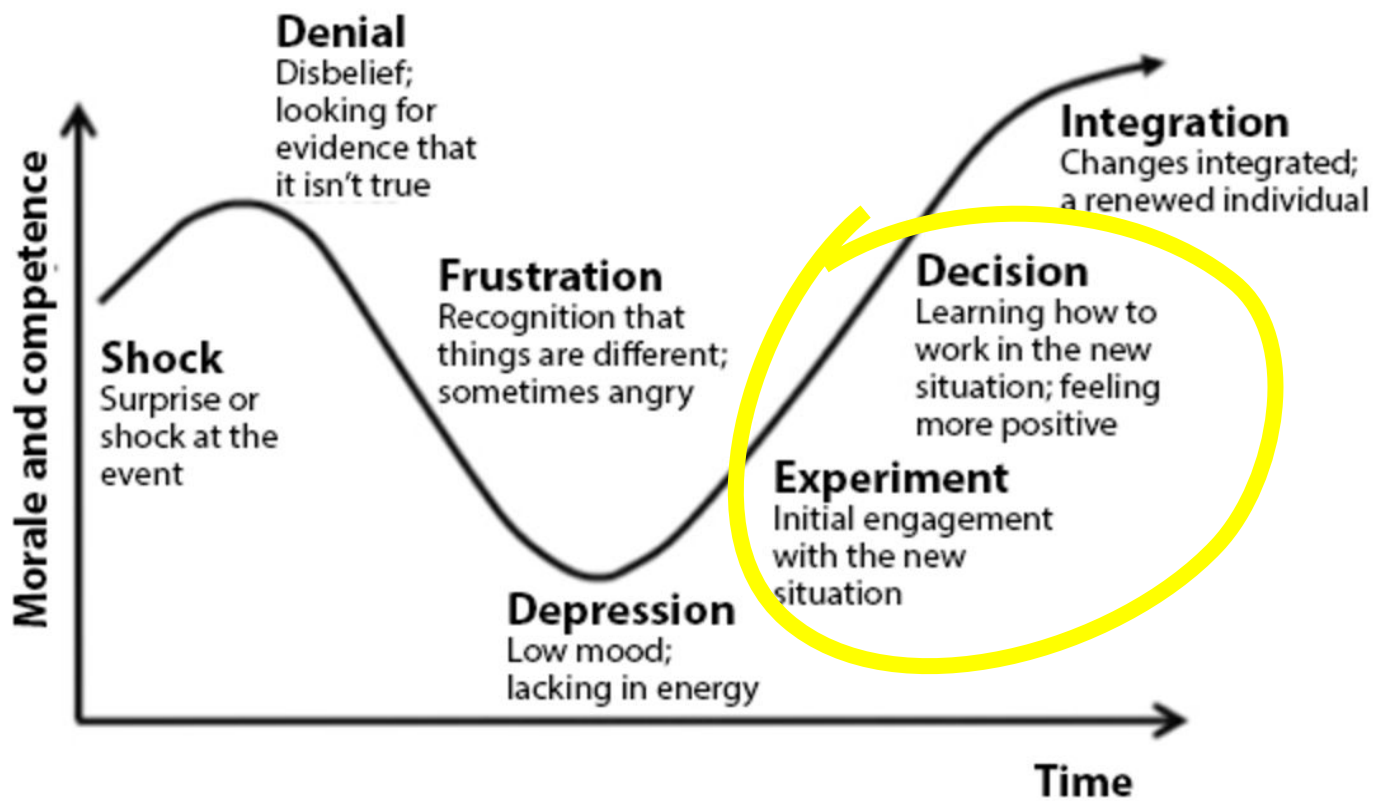 Denial
Disbelief;
looking for
evidence that
it isn't true
Morale and competence
Shock
Surprise or
shock at the
event
Frustration
Recognition that
things are different;
sometimes angry
Depression
Low mood;
lacking in energy
Experiment
Initial engagement
with the new
situation
Decision
Learning how to
work in the new
situation; feeling
more positive
Integration
Changes integrated;
a renewed individual
Time